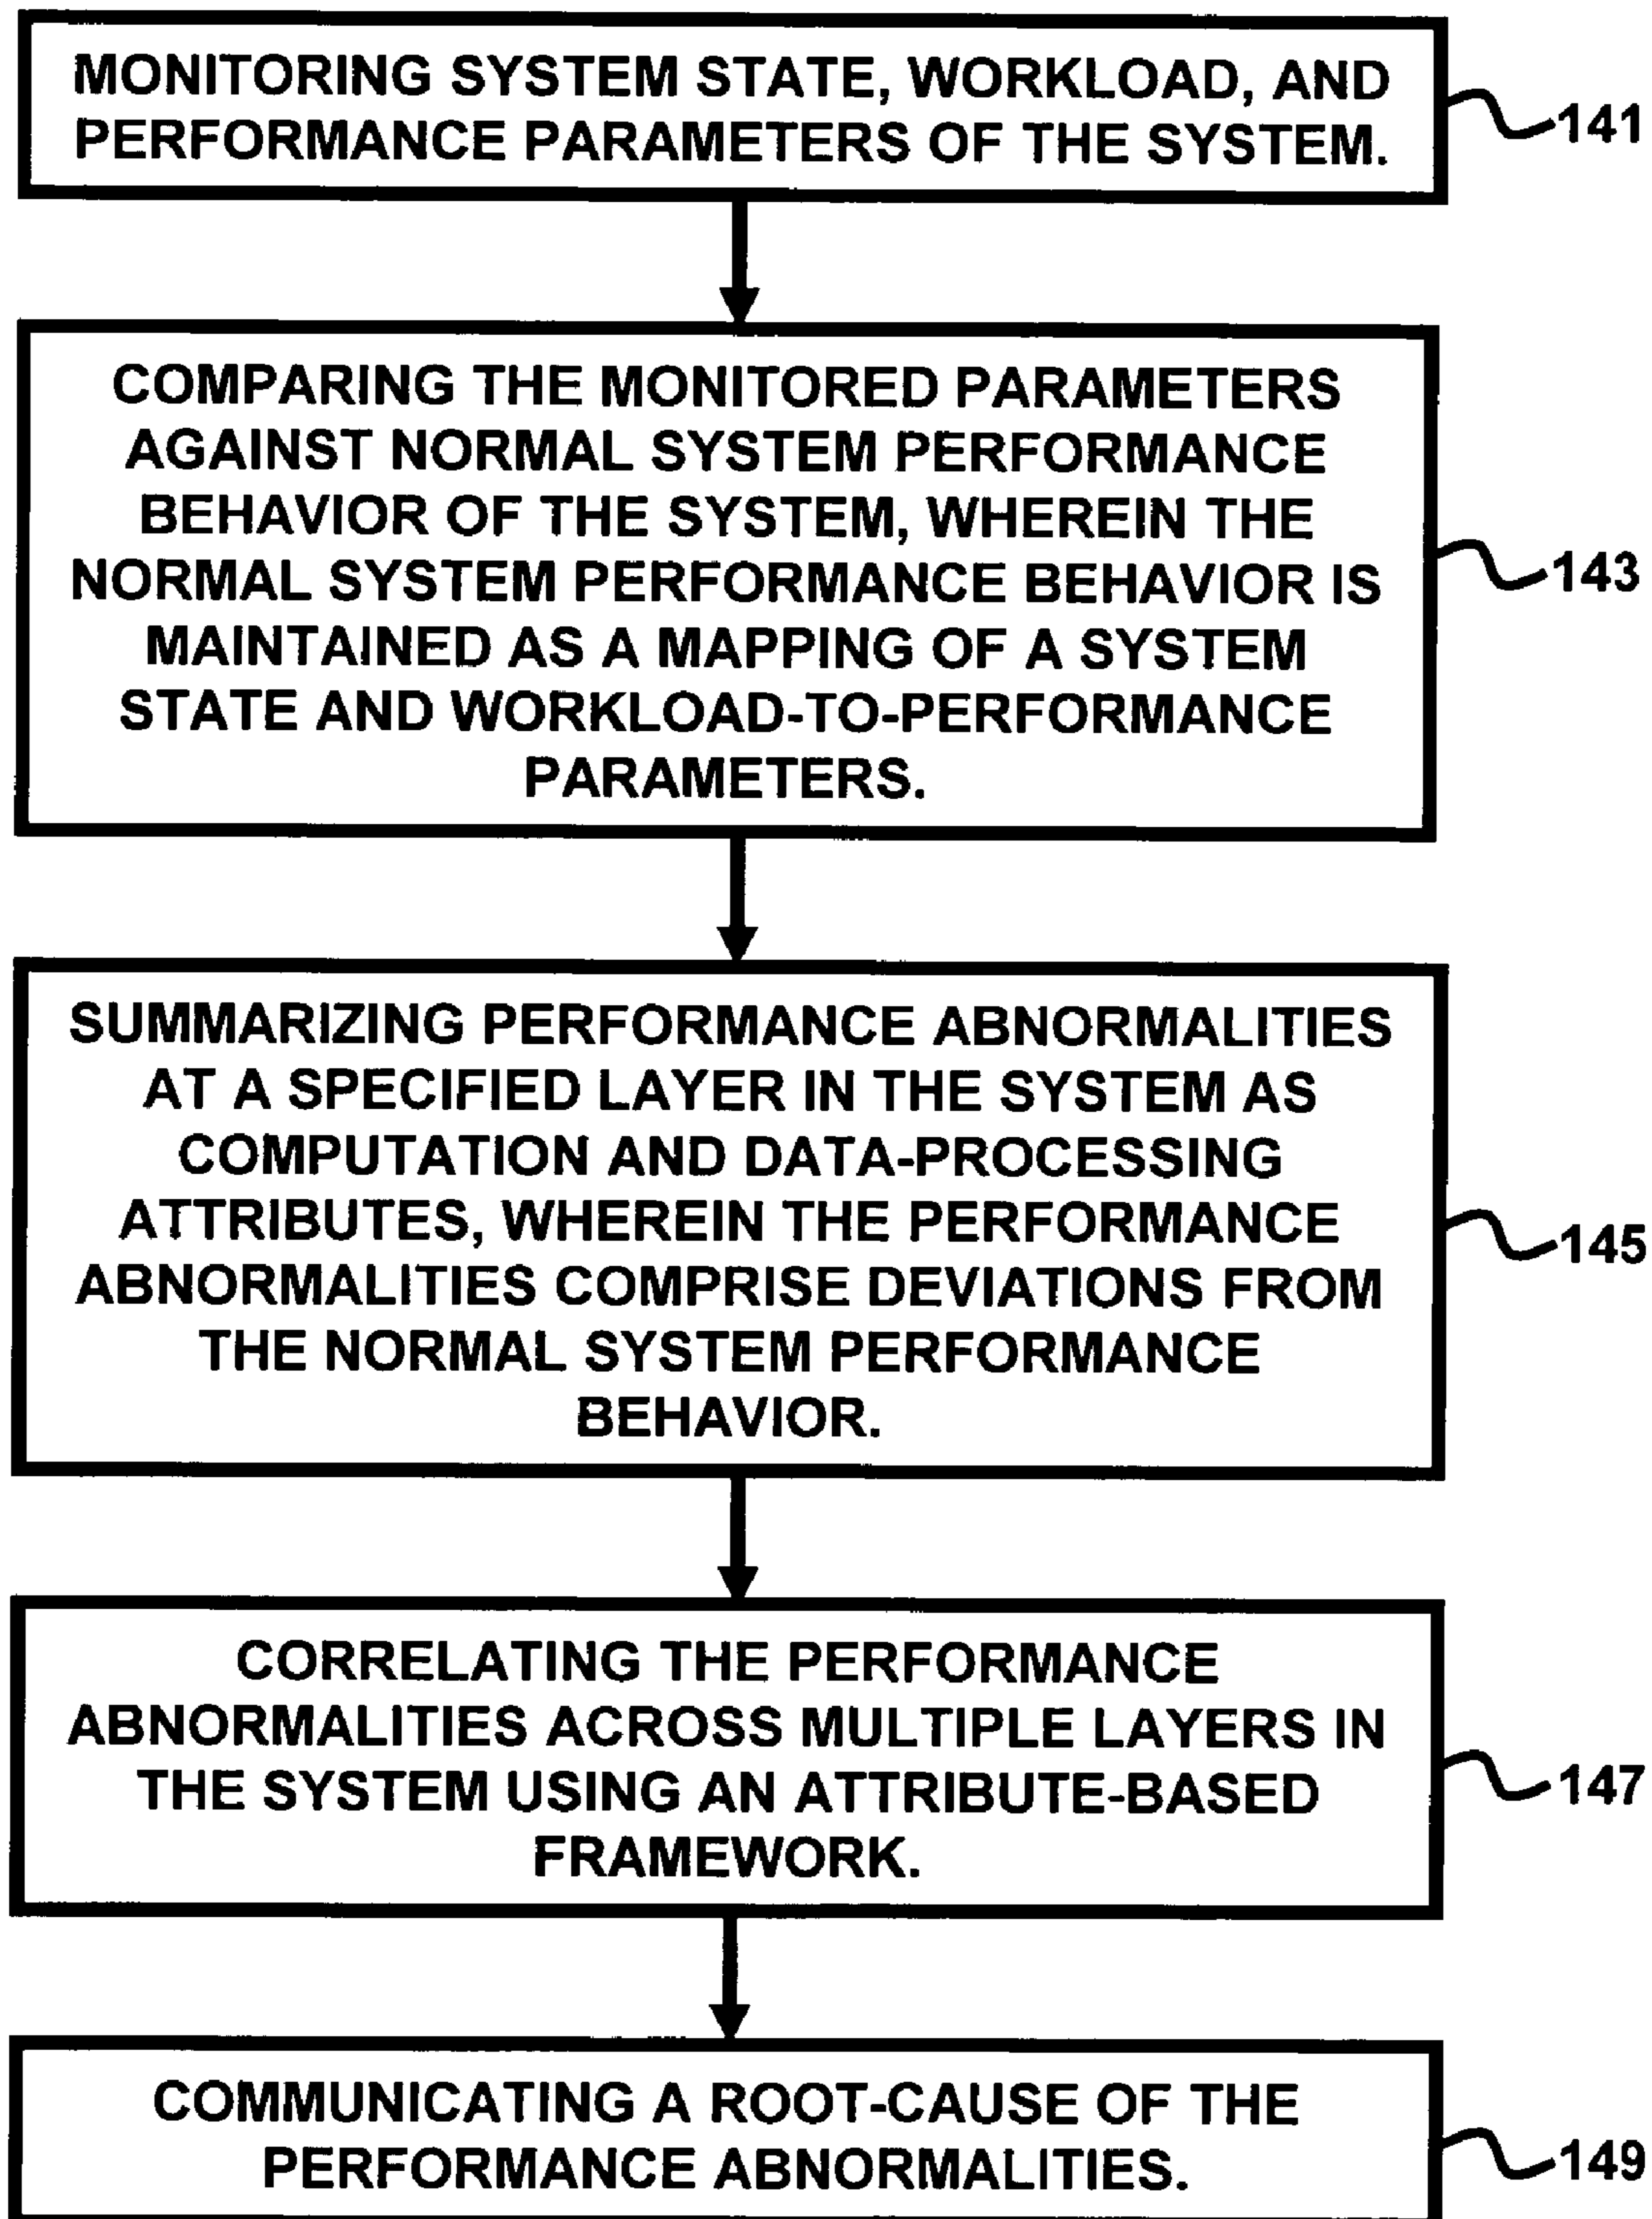 MONITORING SYSTEM STATE, WORKLOAD, AND
PERFORMANCE PARAMETERS OF THE SYSTEM.
141
COMPARING THE MONITORED PARAMETERS
AGAINST NORMAL SYSTEM PERFORMANCE
BEHAVIOR OF THE SYSTEM, WHEREIN THE
NORMAL SYSTEM PERFORMANCE BEHAVIOR IS
MAINTAINED AS A MAPPING OF A SYSTEM
STATE AND WORKLOAD-TO-PERFORMANCE
PARAMETERS.
143
SUMMARIZING PERFORMANCE ABNORMALITIES
AT A SPECIFIED LAYER IN THE SYSTEM AS
COMPUTATION AND DATA-PROCESSING
ATTRIBUTES, WHEREIN THE PERFORMANCE
ABNORMALITIES COMPRISE DEVIATIONS FROM
THE NORMAL SYSTEM PERFORMANCE
BEHAVIOR.
145
CORRELATING THE PERFORMANCE
ABNORMALITIES ACROSS MULTIPLE LAYERS IN
THE SYSTEM USING AN ATTRIBUTE-BASED
FRAMEWORK.
147
COMMUNICATING A ROOT-CAUSE OF THE
PERFORMANCE ABNORMALITIES.
149